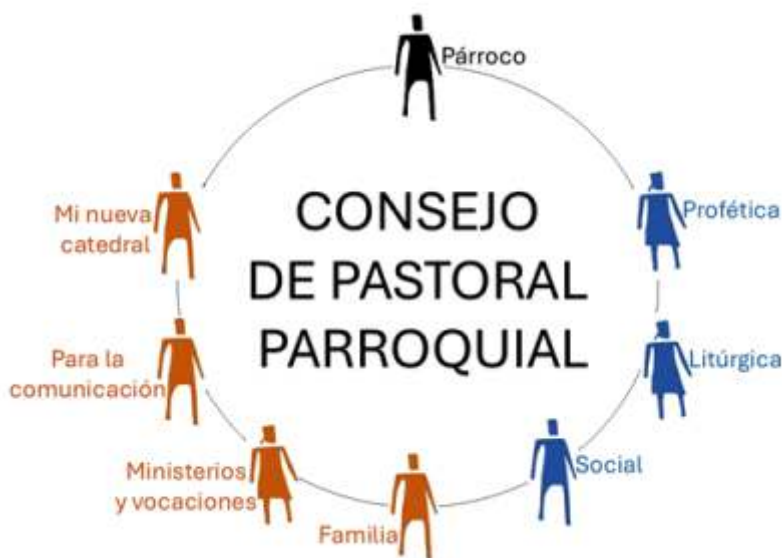 Párroco
CONSEJO
DE PASTORAL
PARROQUIAL
Profética
Litúrgica
Social
Familia
Ministerios
y vocaciones
Para la
comunicación
Mi nueva
catedral